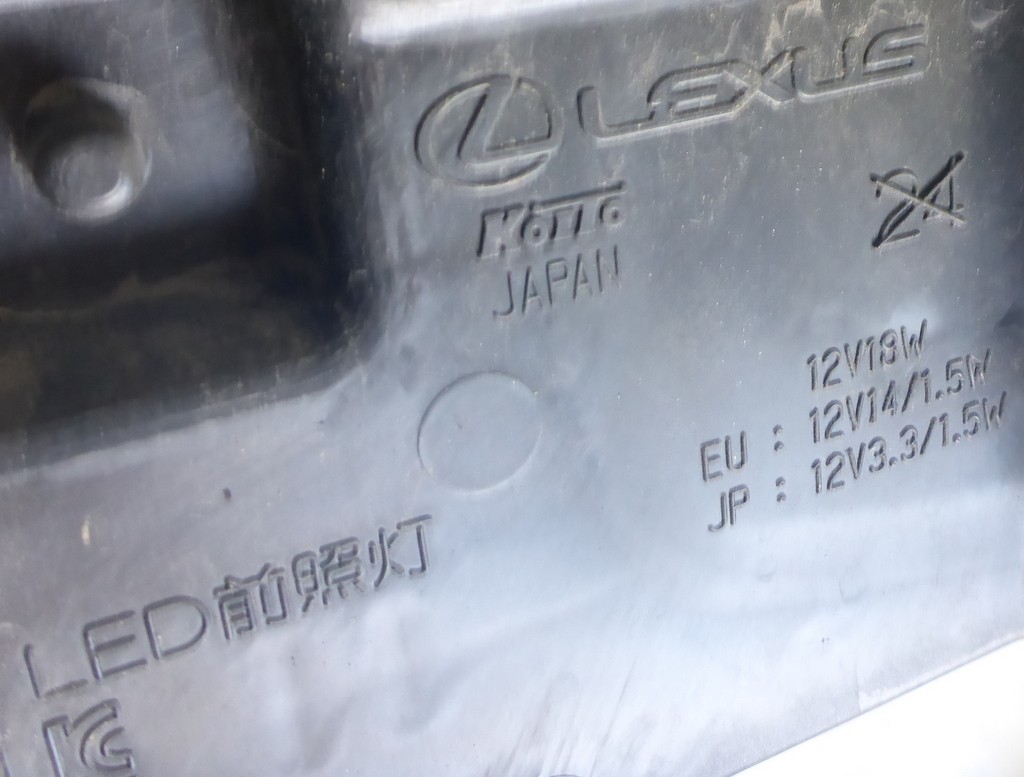 LEXUS
KOITO
JAPAN
24
12V18W
EU : 12V14/1.5W
JP : 12V3.3/1.5W
LED前照灯